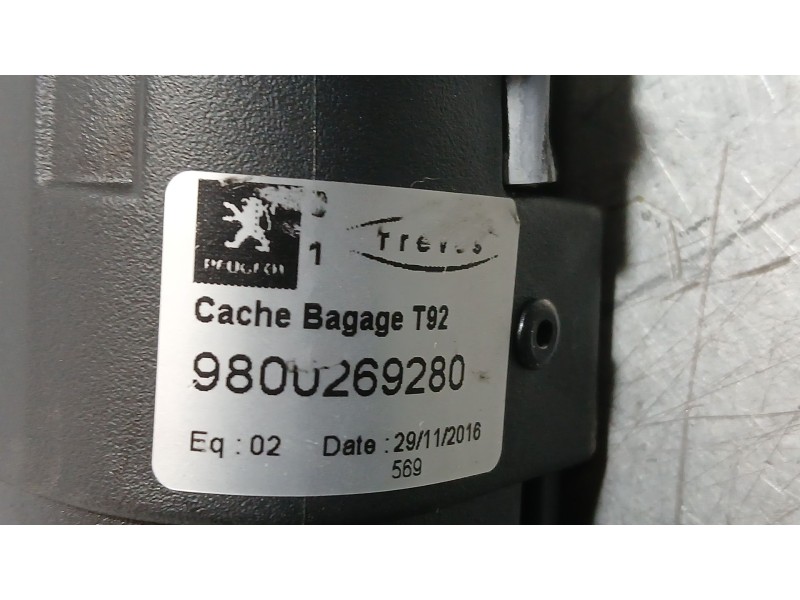 PEUGEOT
1
Treves
Cache Bagage T92
9800269280
Eq : 02 Date : 29/11/2016
569